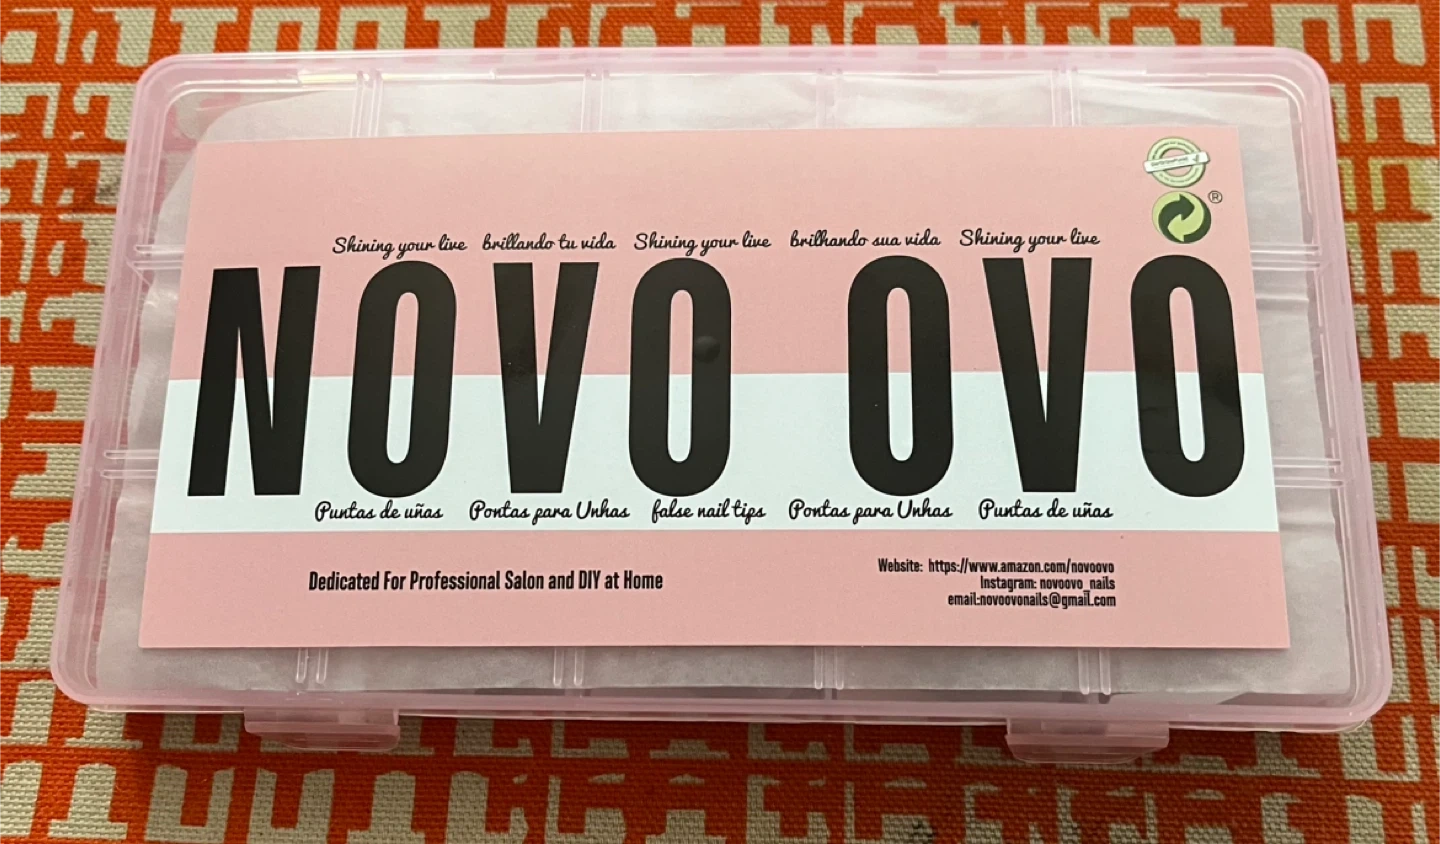 ®
Shining your live brillando tu vida Shining your live brilhando sua vida Shining your live
NOVO OVO
Puntas de uñas Pontas para Unhas false nail tips Pontas para Unhas Puntas de uñas
Dedicated For Professional Salon and DIY at Home
Website: https://www.amazon.com/novoovo
Instagram: novoovo_nails
email:novoovonails@gmail.com